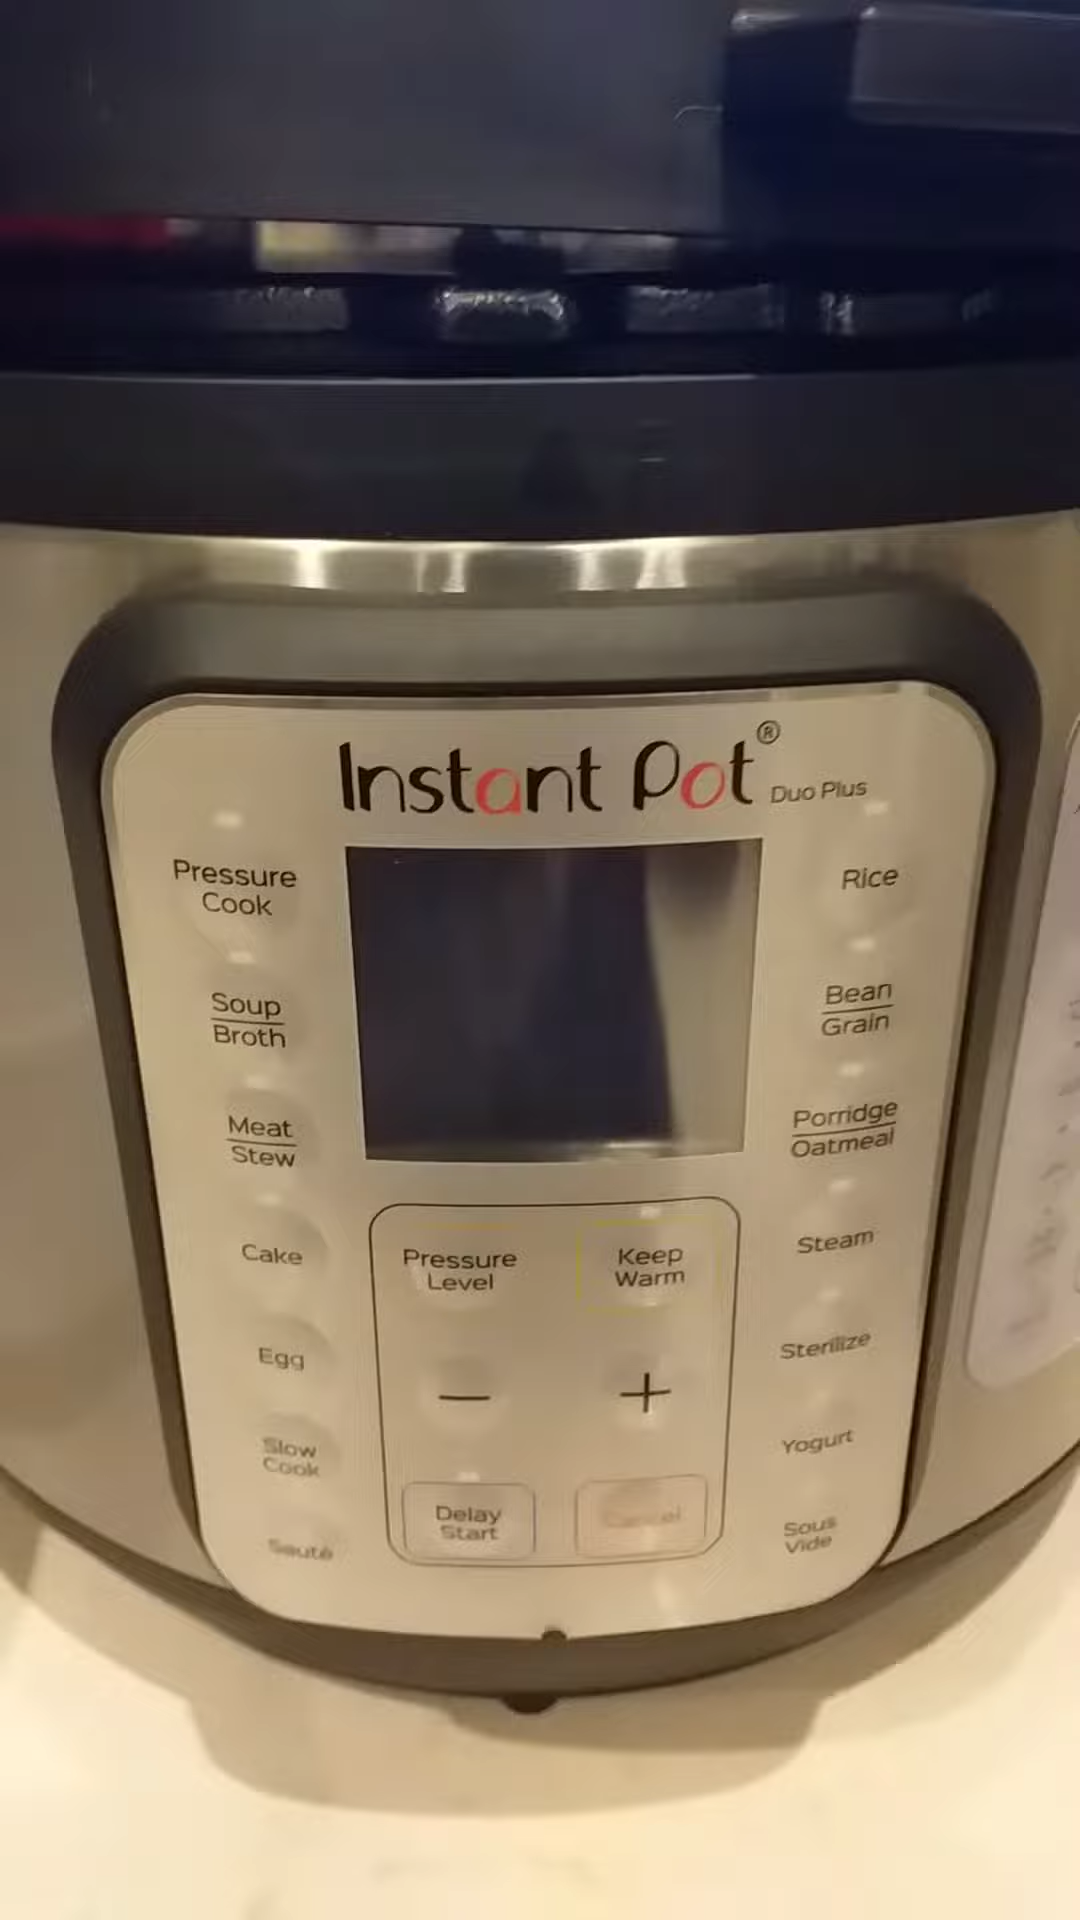 Instant Pot® Duo Plus
Pressure
Cook
Soup
Broth
Meat
Stew
Cake
Egg
Slow
Cook
Sauté
Pressure
Level
Keep
Warm
—
+
Delay
Start
Cancel
Rice
Bean
Grain
Porridge
Oatmeal
Steam
Sterilize
Yogurt
Sous
Vide